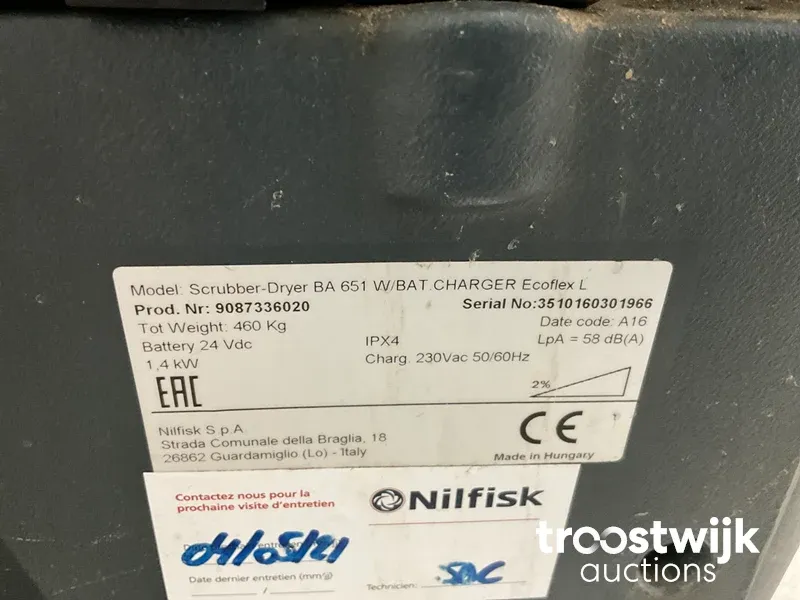 Model: Scrubber-Dryer BA 651 W/BAT.CHARGER Ecoflex L
Prod. Nr: 9087336020 Serial No:3510160301966
Tot Weight: 460 Kg Date code: A16
Battery 24 Vdc IPX4 LpA = 58 dB(A)
1,4 kW Charg. 230Vac 50/60Hz
2%
EAC
CE
Nilfisk S.p.A
Strada Comunale della Braglia, 18
26862 Guardamiglio (Lo) - Italy
Made in Hungary
Contactez nous pour la
prochaine visite d'entretien
Nilfisk
04/05/21
Date dernier entretien (mm/g)
/
Technicien:
troostwijk
auctions